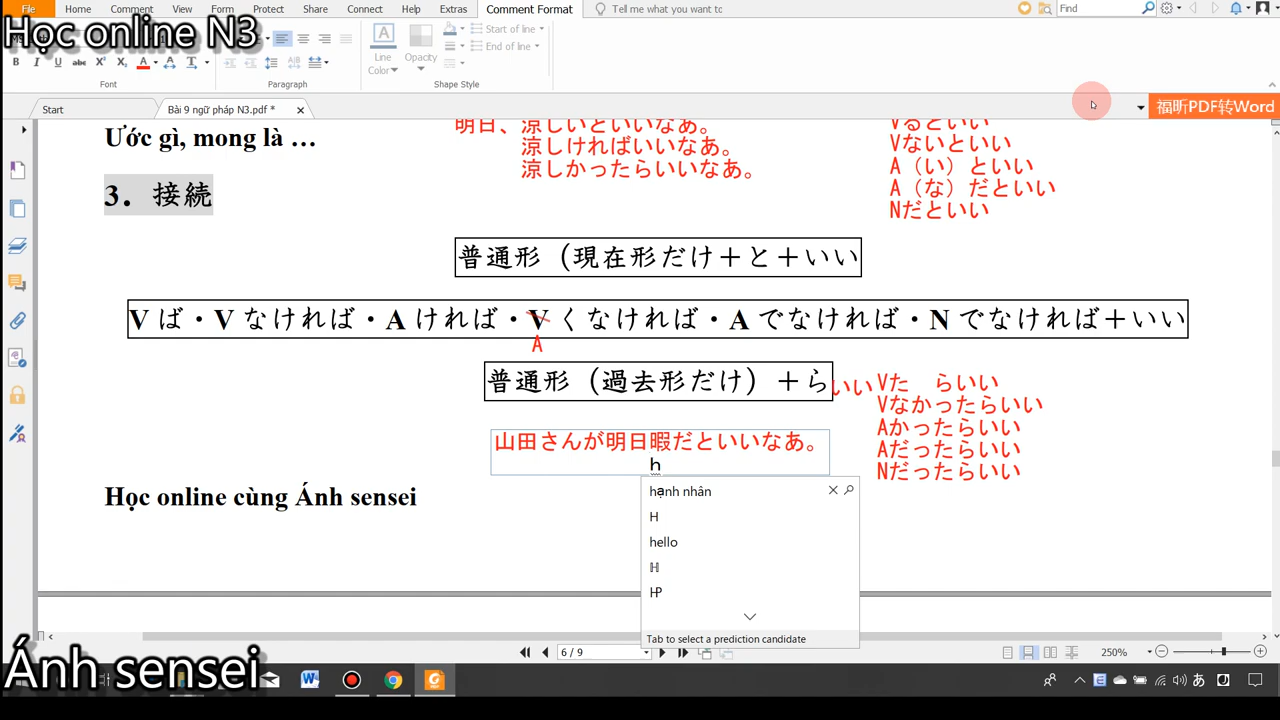 File Home Comment View Form Protect Share Connect Help Extras Comment Format Tell me what you want to Find
Học online N3
Line Color
Opacity
Start of line
End of line
Font Paragraph Shape Style
Start Bài 9 ngữ pháp N3.pdf * 福昕PDF转Word
明日、涼しいといいなあ。
涼しければいいなあ。
涼しかったらいいなあ。
Vるといい
Vないといい
A（い）といい
A（な）だといい
Nだといい
Ước gì, mong là …
3．接続
普通形（現在形だけ＋と＋いい
Vば・Vなければ・Aければ・Vくなければ・Aでなければ・Nでなければ＋いい
A
普通形（過去形だけ）＋らいい
Vた　らいい
Vなかったらいい
Aかったらいい
Aだったらいい
Nだったらいい
山田さんが明日暇だといいなあ。
h
hạnh nhân
H
hello
ℍ
HP
Tab to select a prediction candidate
Học online cùng Ánh sensei
6 / 9 250%
Ánh sensei
あ